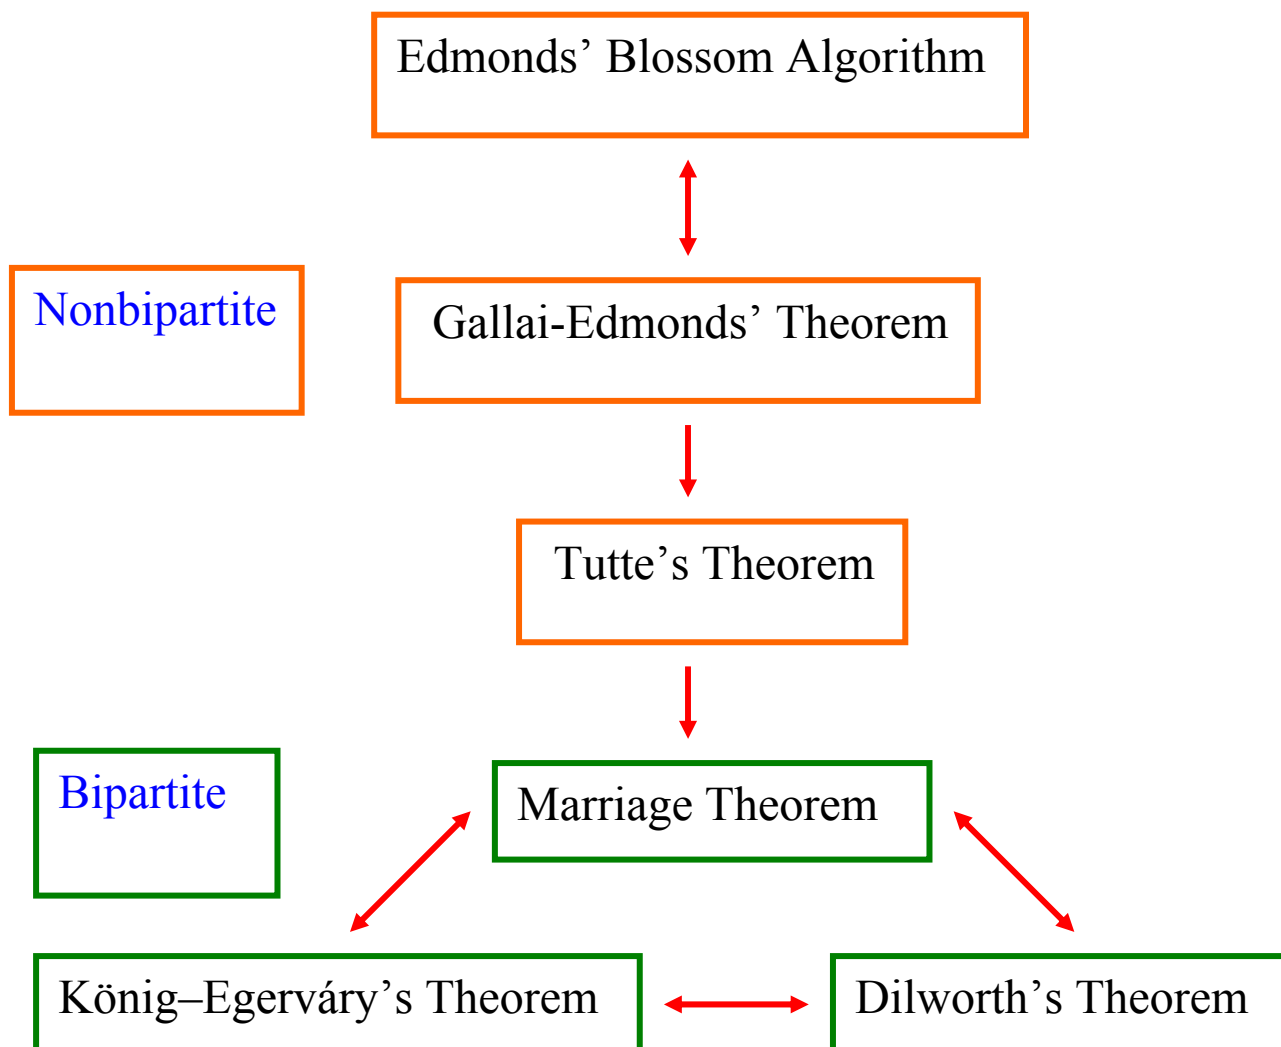 Edmonds’ Blossom Algorithm
Nonbipartite
Gallai-Edmonds’ Theorem
Tutte’s Theorem
Bipartite
Marriage Theorem
König–Egerváry’s Theorem
Dilworth’s Theorem